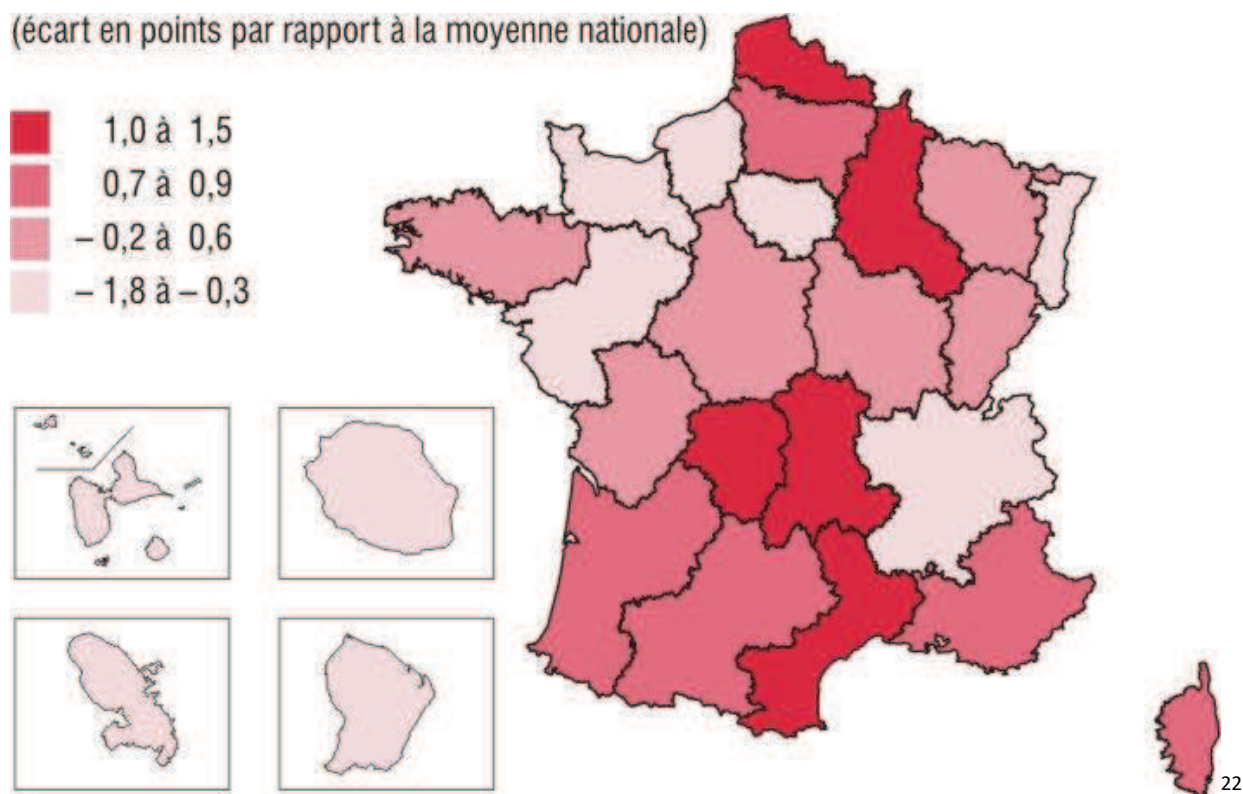 (écart en points par rapport à la moyenne nationale)
1,0 à 1,5
0,7 à 0,9
– 0,2 à 0,6
– 1,8 à – 0,3
22